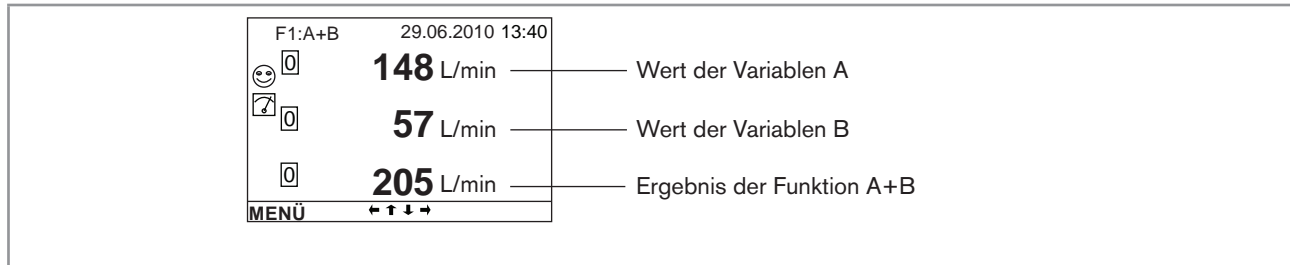 F1:A+B 29.06.2010 13:40
0 148 L/min Wert der Variablen A
0 57 L/min Wert der Variablen B
0 205 L/min Ergebnis der Funktion A+B
MENÜ